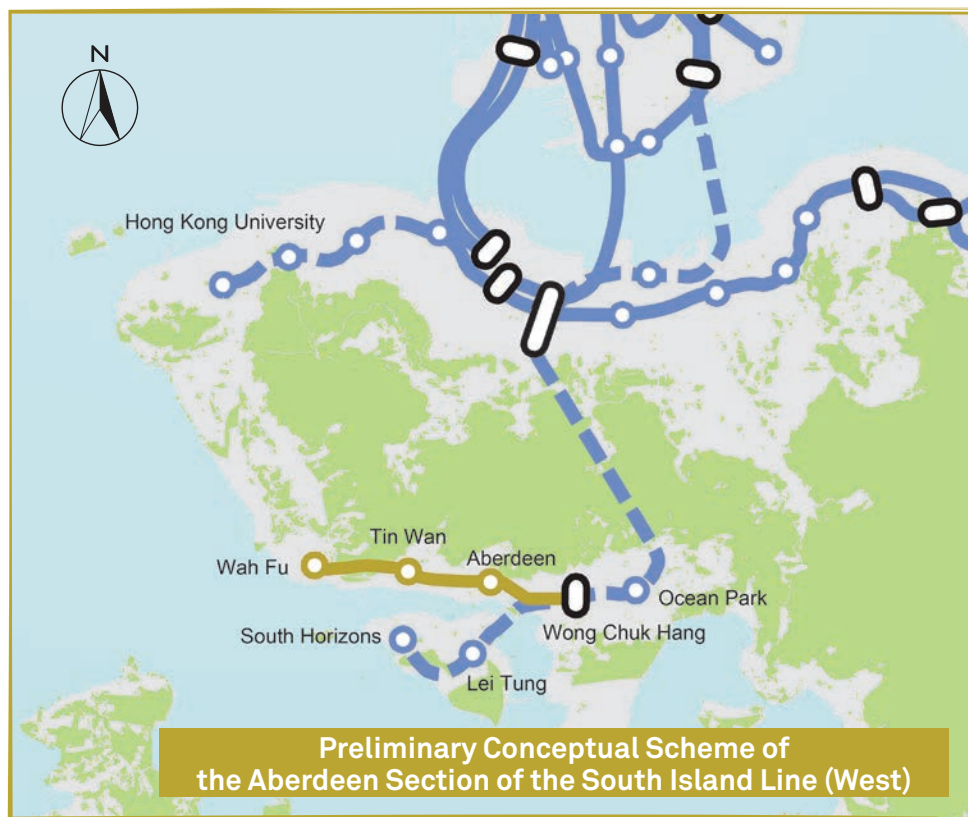 N
Hong Kong University
Tin Wan
Wah Fu
Aberdeen
Ocean Park
South Horizons
Wong Chuk Hang
Lei Tung
Preliminary Conceptual Scheme of
the Aberdeen Section of the South Island Line (West)